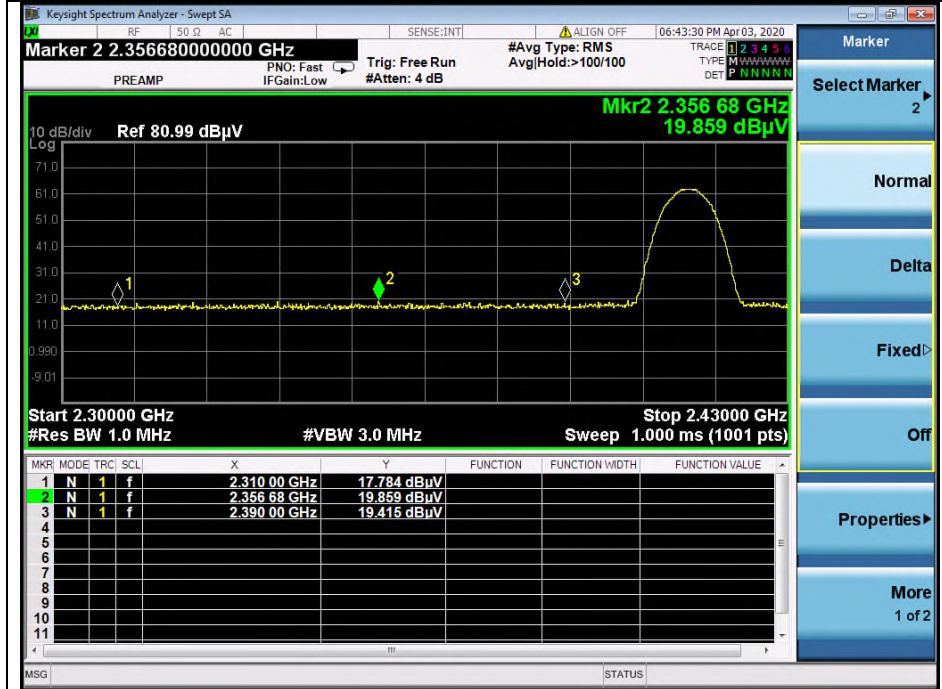 Keysight Spectrum Analyzer - Swept SA
LXI RF 50 Ω AC SENSE:INT ALIGN OFF 06:43:30 PM Apr 03, 2020
Marker 2 2.356680000000 GHz
PREAMP
PNO: Fast
IFGain:Low
Trig: Free Run
#Atten: 4 dB
#Avg Type: RMS
Avg|Hold:>100/100
TRACE 1 2 3 4 5 6
TYPE M WWWWW
DET P N N N N N
Mkr2 2.356 68 GHz
19.859 dBµV
10 dB/div Ref 80.99 dBµV
Log
71.0
61.0
51.0
41.0
31.0
21.0
11.0
0.990
-9.01
1
2
3
Start 2.30000 GHz Stop 2.43000 GHz
#Res BW 1.0 MHz #VBW 3.0 MHz Sweep 1.000 ms (1001 pts)
MKR MODE TRC SCL X Y FUNCTION FUNCTION WIDTH FUNCTION VALUE
1 N 1 f 2.310 00 GHz 17.784 dBµV
2 N 1 f 2.356 68 GHz 19.859 dBµV
3 N 1 f 2.390 00 GHz 19.415 dBµV
4
5
6
7
8
9
10
11
MSG STATUS
Marker
Select Marker
2
Normal
Delta
Fixed
Off
Properties
More
1 of 2